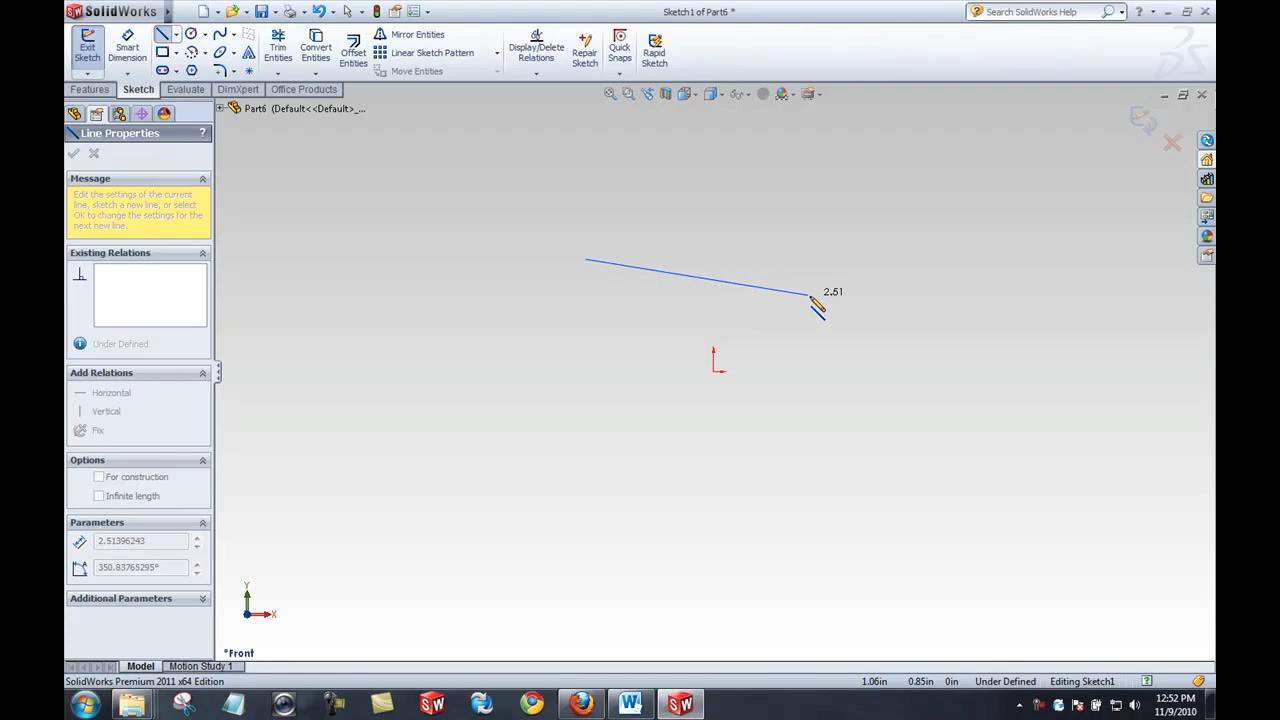 SolidWorks
Sketch1 of Part6 *
Search SolidWorks Help
Exit Sketch
Smart Dimension
Trim Entities
Convert Entities
Offset Entities
Mirror Entities
Linear Sketch Pattern
Move Entities
Display/Delete Relations
Repair Sketch
Quick Snaps
Rapid Sketch
Features
Sketch
Evaluate
DimXpert
Office Products
Part6 (Default<<Default>_...
Line Properties
?
Message
Edit the settings of the current
line, sketch a new line, or select
OK to change the settings for the
next new line.
Existing Relations
Under Defined
Add Relations
Horizontal
Vertical
Fix
Options
For construction
Infinite length
Parameters
2.51396243
350.83765295°
Additional Parameters
2.51
Y
X
*Front
Model
Motion Study 1
SolidWorks Premium 2011 x64 Edition
1.06in
0.85in
0in
Under Defined
Editing Sketch1
12:52 PM
11/9/2010